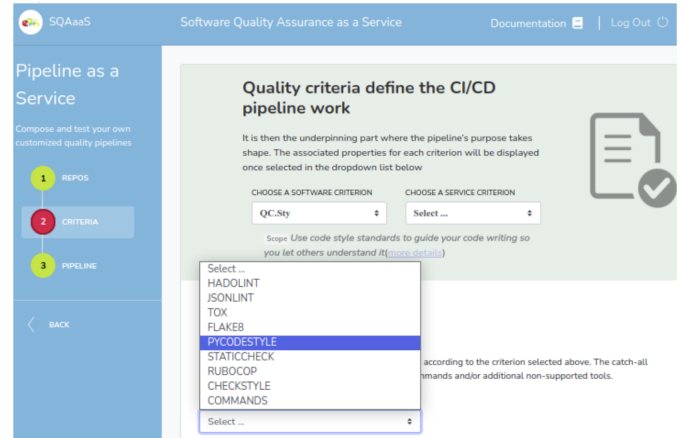 SQAaaS
Software Quality Assurance as a Service
Documentation
Log Out
Pipeline as a
Service
Compose and test your own
customized quality pipelines
1 REPOS
2 CRITERIA
3 PIPELINE
BACK
Quality criteria define the CI/CD
pipeline work
It is then the underpinning part where the pipeline's purpose takes
shape. The associated properties for each criterion will be displayed
once selected in the dropdown list
below
CHOOSE A SOFTWARE CRITERION
CHOOSE A SERVICE CRITERION
QC.Sty
Select ...
Scope Use code style standards to guide your code writing so
you let others understand it(more details)
Select ...
HADOLINT
JSONLINT
TOX
FLAKE8
PYCODESTYLE
STATICCHECK
RUBOCOP
CHECKSTYLE
COMMANDS
according to the criterion selected above. The catch-all
and/or additional non-supported tools.
Select ...